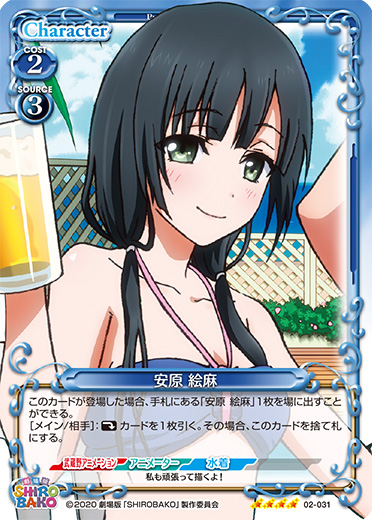 Character
COST
2
SOURCE
3
安原 絵麻
このカードが登場した場合、手札にある「安原 絵麻」1枚を場に出すこと
ができる。
[メイン/相手]: カードを1枚引く。その場合、このカードを捨て札
にする。
武蔵野アニメーション アニメーター 水着
私も頑張って描くよ!
劇場版
SHIRO
BAKO
©2020 劇場版「SHIROBAKO」製作委員会
02-031